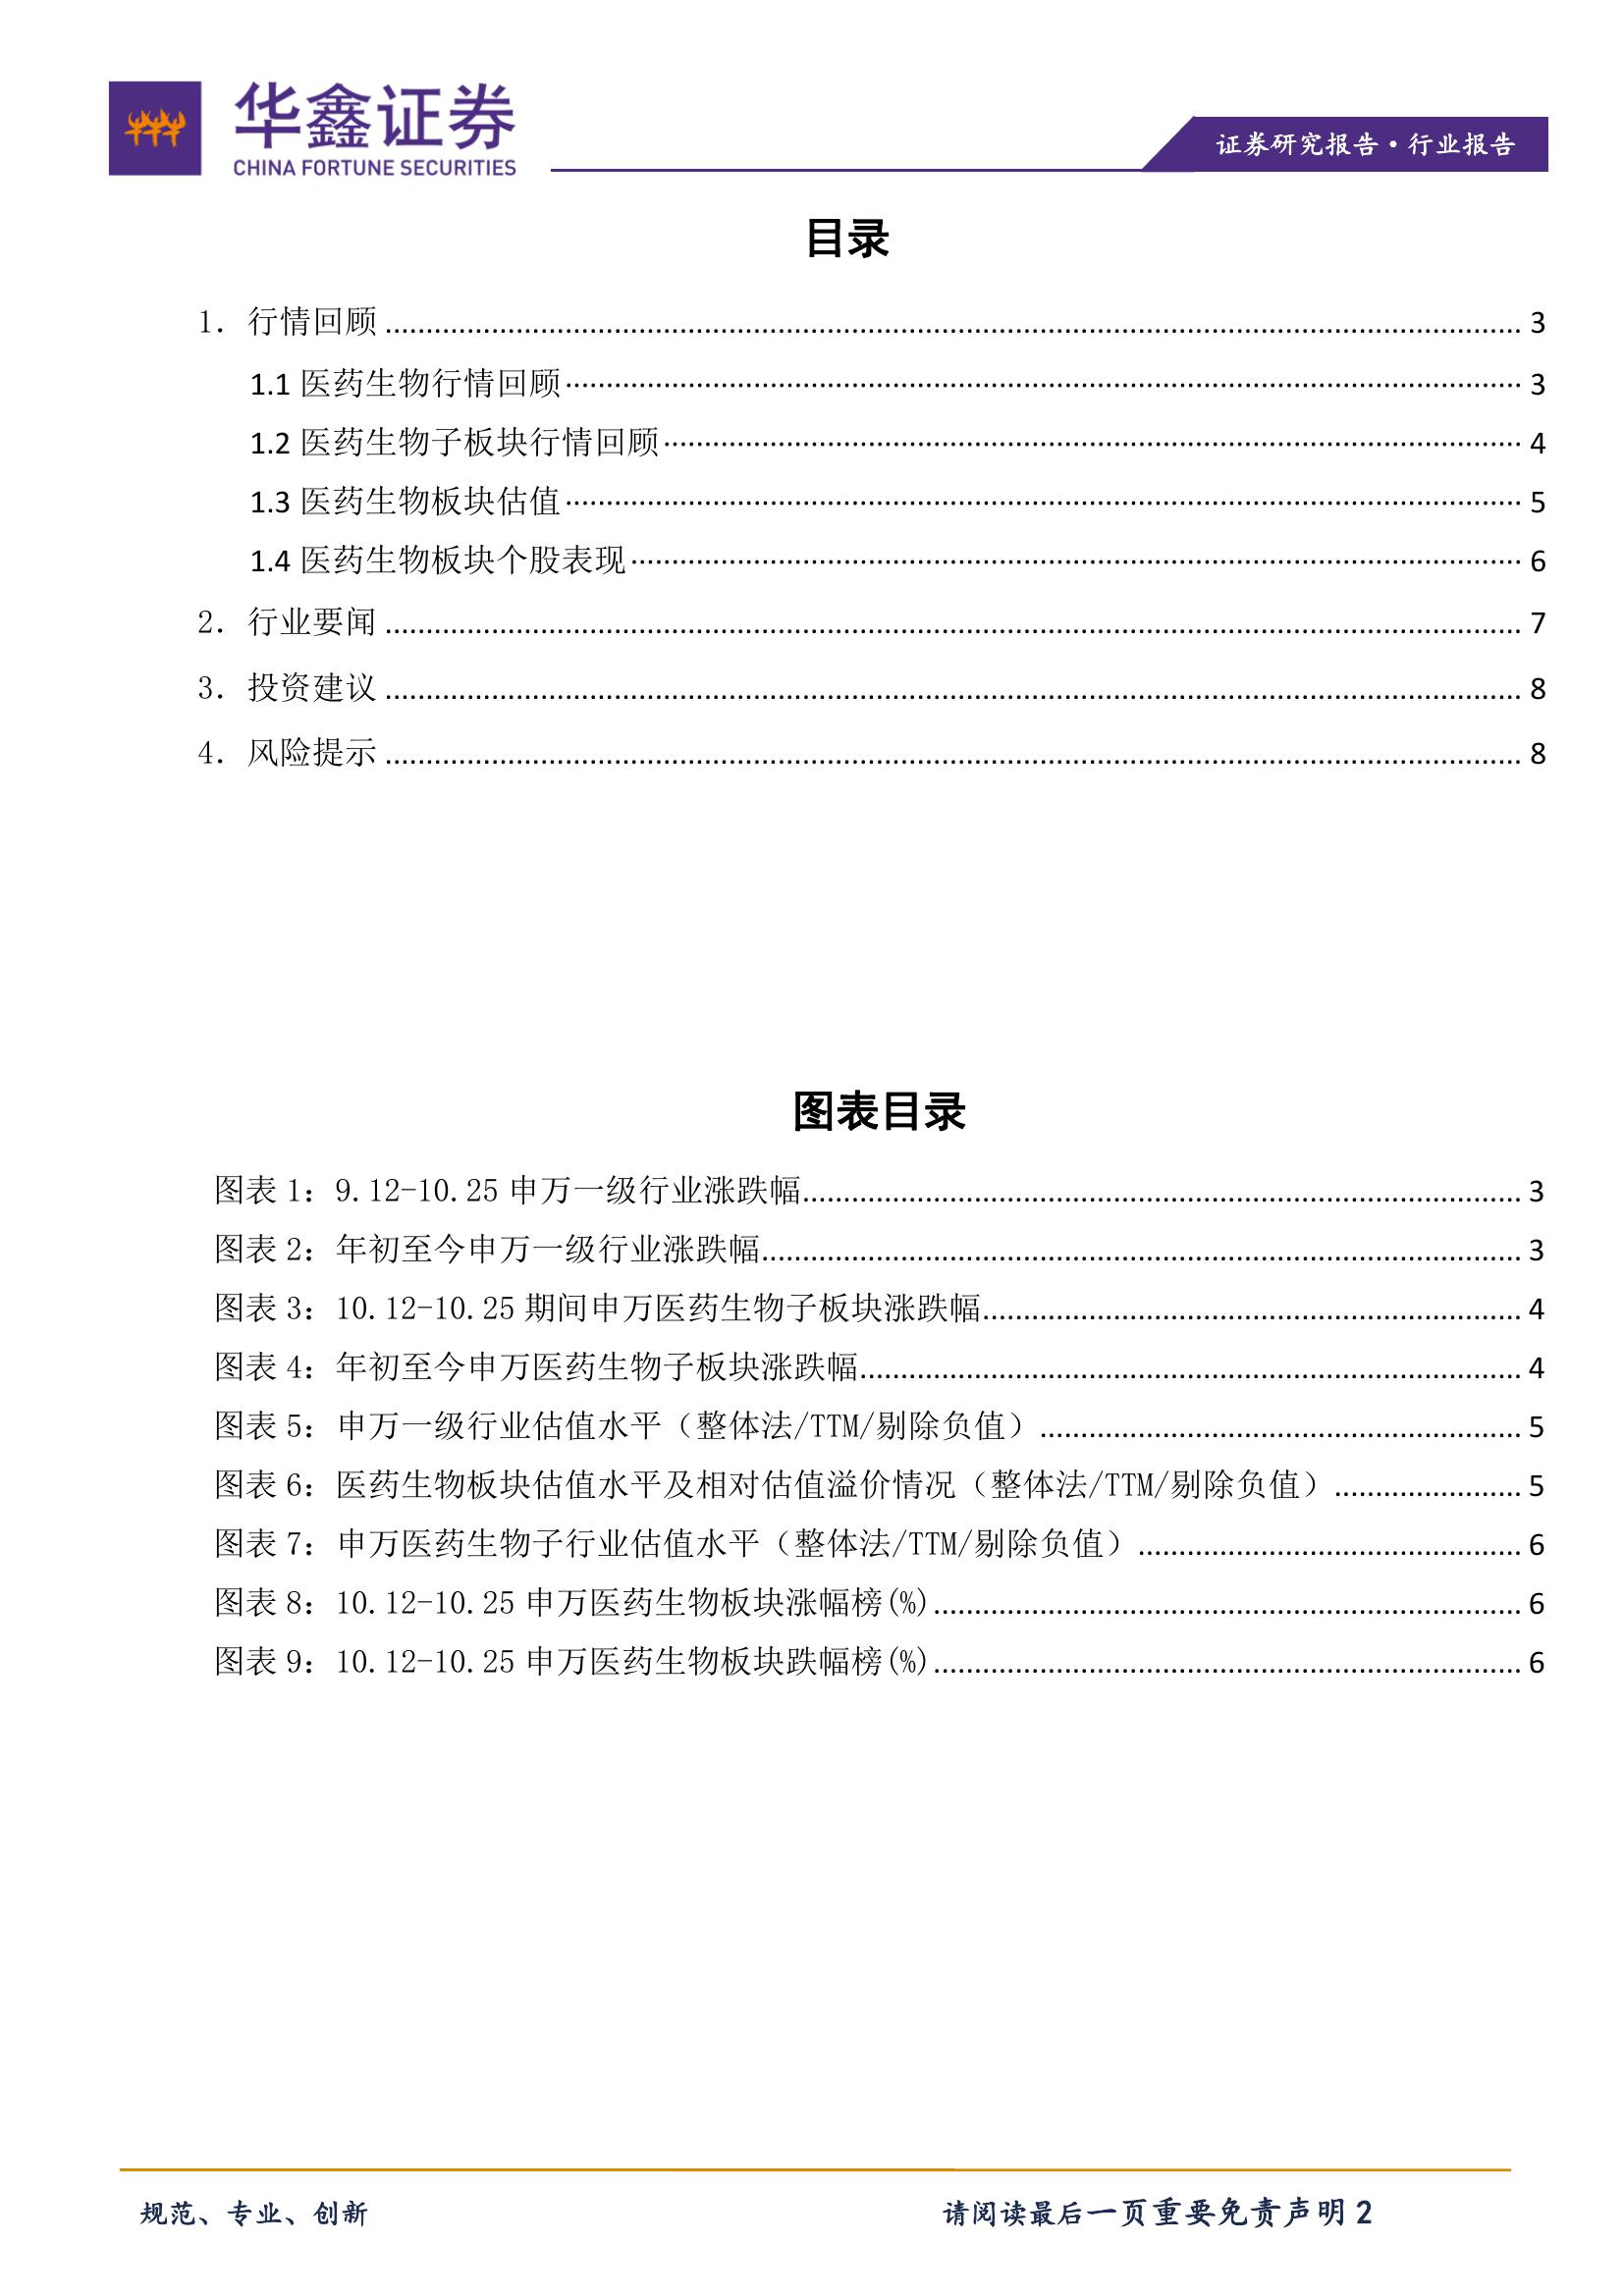 华鑫证券
CHINA FORTUNE SECURITIES
证券研究报告·行业报告
目录
1. 行情回顾 3
1.1 医药生物行情回顾 3
1.2 医药生物子板块行情回顾 4
1.3 医药生物板块估值 5
1.4 医药生物板块个股表现 6
2. 行业要闻 7
3. 投资建议 8
4. 风险提示 8
图表目录
图表 1：9.12-10.25 申万一级行业涨跌幅 3
图表 2：年初至今申万一级行业涨跌幅 3
图表 3：10.12-10.25 期间申万医药生物子板块涨跌幅 4
图表 4：年初至今申万医药生物子板块涨跌幅 4
图表 5：申万一级行业估值水平（整体法/TTM/剔除负值） 5
图表 6：医药生物板块估值水平及相对估值溢价情况（整体法/TTM/剔除负值） 5
图表 7：申万医药生物子行业估值水平（整体法/TTM/剔除负值） 6
图表 8：10.12-10.25 申万医药生物板块涨幅榜(%) 6
图表 9：10.12-10.25 申万医药生物板块跌幅榜(%) 6
规范、专业、创新
请阅读最后一页重要免责声明 2